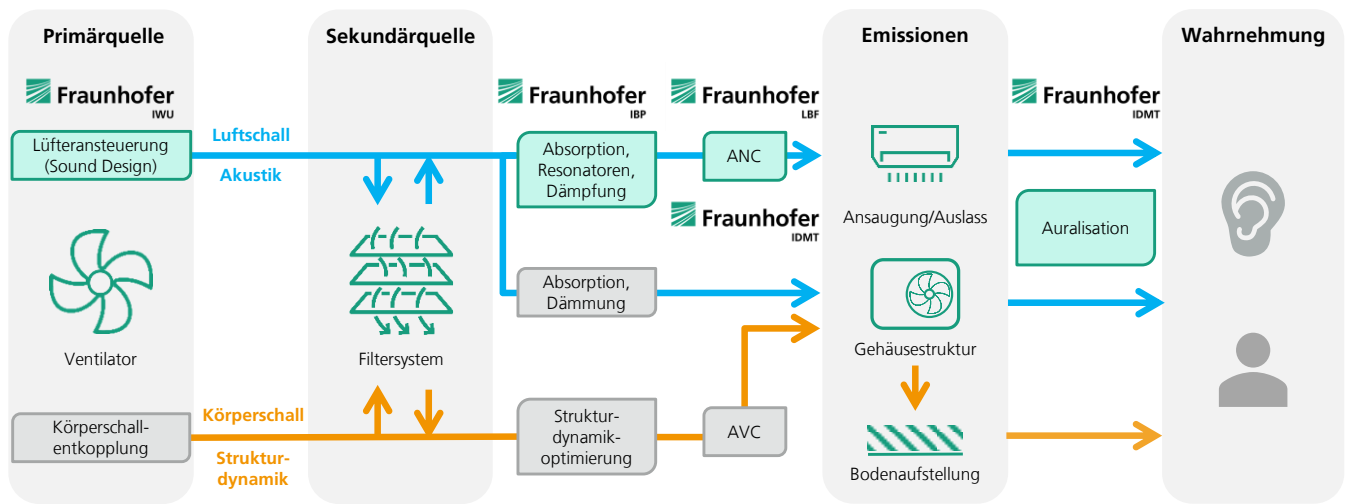 Primärquelle
Fraunhofer
IWU
Lüfteransteuerung
(Sound Design)
Ventilator
Körperschall-
entkopplung
Luftschall
Akustik
Körperschall
Struktur-
dynamik
Sekundärquelle
Filtersystem
Fraunhofer
IBP
Absorption,
Resonatoren,
Dämpfung
Absorption,
Dämmung
Struktur-
dynamik-
optimierung
Fraunhofer
LBF
ANC
Fraunhofer
IDMT
AVC
Emissionen
Ansaugung/Auslass
Gehäusestruktur
Bodenaufstellung
Fraunhofer
IDMT
Auralisation
Wahrnehmung